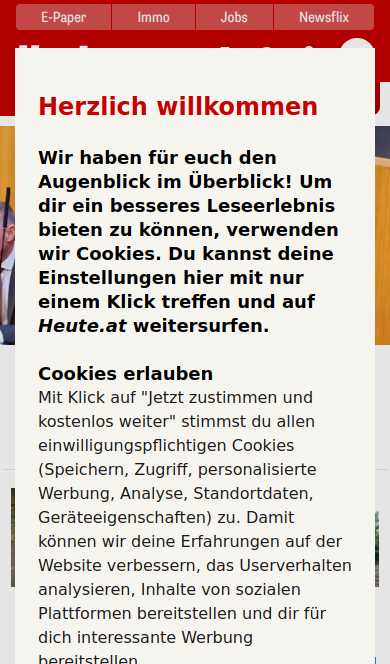 E-Paper Immo Jobs Newsflix
Herzlich willkommen
Wir haben für euch den
Augenblick im Überblick! Um
dir ein besseres Leseerlebnis
bieten zu können, verwenden
wir Cookies. Du kannst deine
Einstellungen hier mit nur
einem Klick treffen und auf
Heute.at weitersurfen.
Cookies erlauben
Mit Klick auf "Jetzt zustimmen und
kostenlos weiter" stimmst du allen
einwilligungspflichtigen Cookies
(Speichern, Zugriff, personalisierte
Werbung, Analyse, Standortdaten,
Geräteeigenschaften) zu. Damit
können wir deine Erfahrungen auf der
Website verbessern, das Userverhalten
analysieren, Inhalte von sozialen
Plattformen bereitstellen und dir für
dich interessante Werbung
bereitstellen